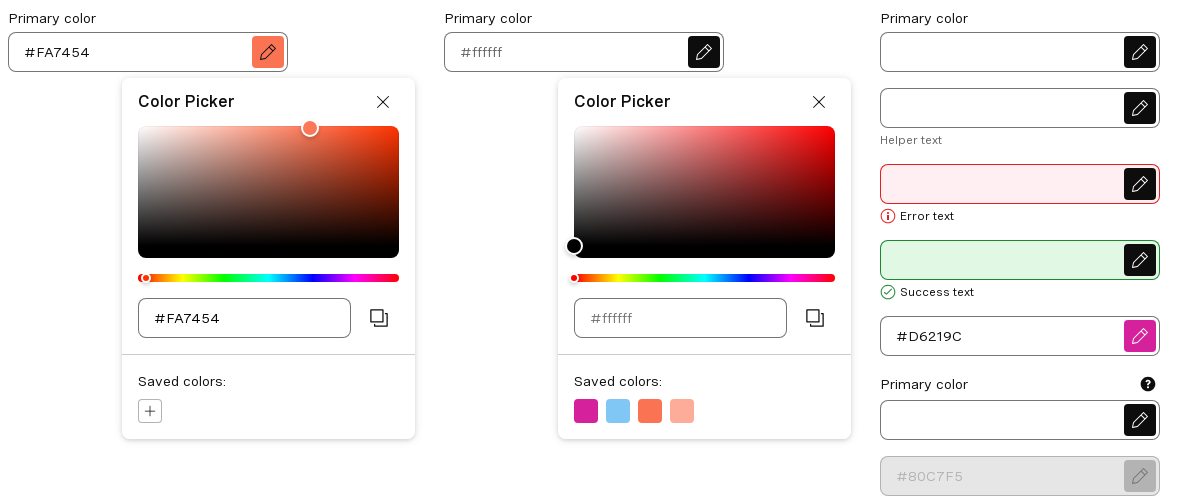 Primary color
#FA7454
Color Picker
#FA7454
Saved colors:
Primary color
#ffffff
Color Picker
#ffffff
Saved colors:
Primary color
Helper text
Error text
Success text
#D6219C
Primary color
#80C7F5